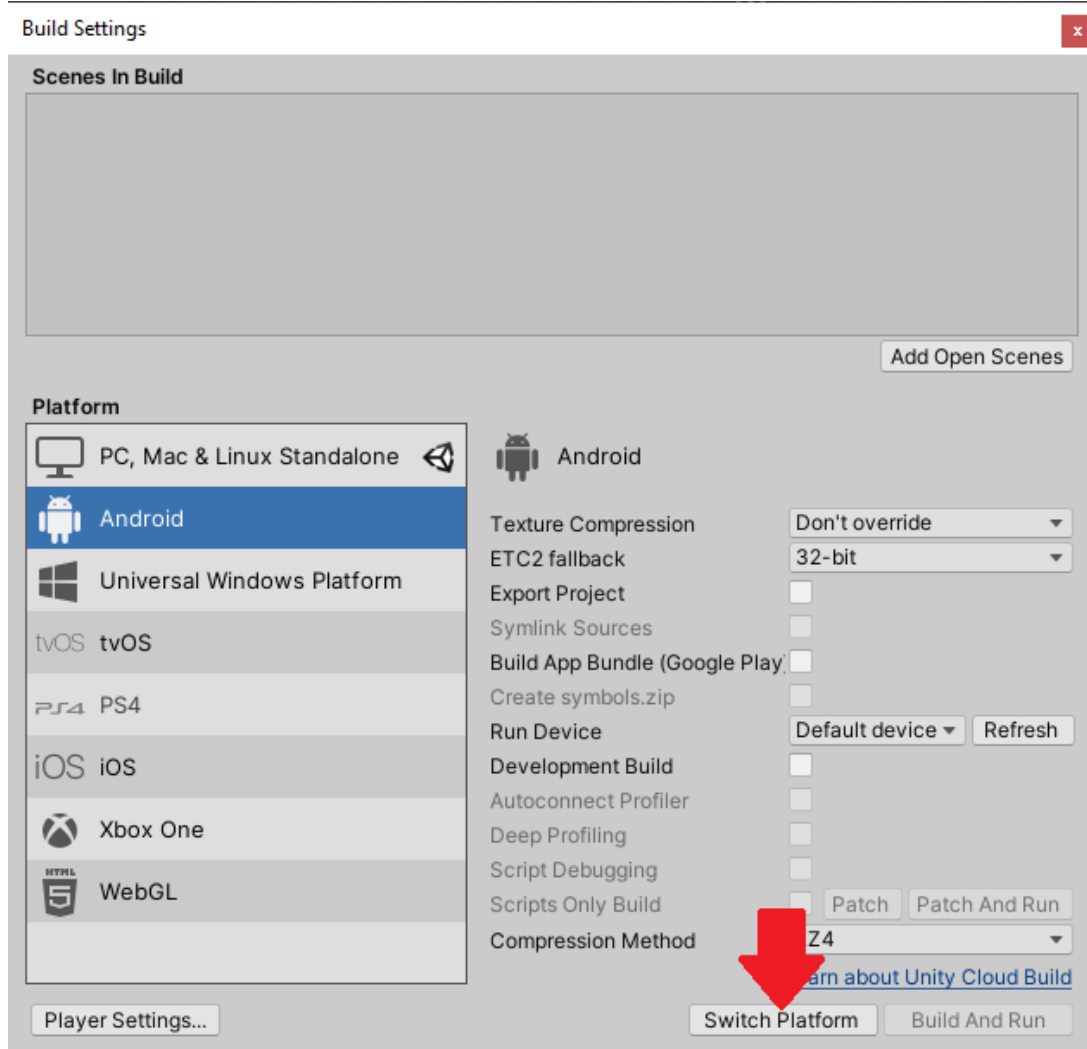 Build Settings
x
Scenes In Build
Add Open Scenes
Platform
PC, Mac & Linux Standalone
Android
Universal Windows Platform
tvOS tvOS
PS4 PS4
iOS iOS
Xbox One
HTML 5 WebGL
Android
Texture Compression Don't override
ETC2 fallback 32-bit
Export Project
Symlink Sources
Build App Bundle (Google Play)
Create symbols.zip
Run Device Default device Refresh
Development Build
Autoconnect Profiler
Deep Profiling
Script Debugging
Scripts Only Build Patch Patch And Run
Compression Method Z4
arn about Unity Cloud Build
Player Settings...
Switch Platform Build And Run